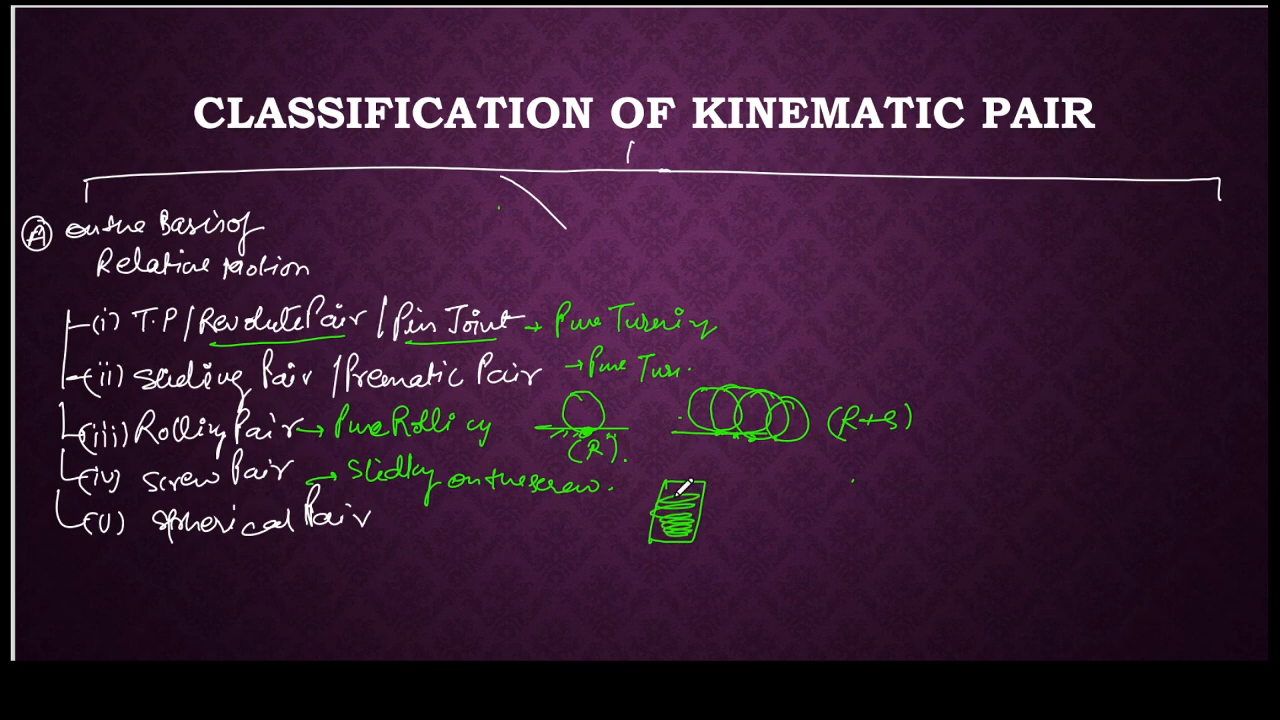 CLASSIFICATION OF KINEMATIC PAIR
(A) on the Basis of
Relative Motion
(i) T.P / Revolute Pair / Pin Joint → Pure Turning
(ii) Sliding Pair / Prematic Pair → Pure Turn.
(iii) Rolling Pair → Pure Rolling (R). (R+S)
(iv) Screw Pair → Sliding on the screw.
(v) Spherical Pair